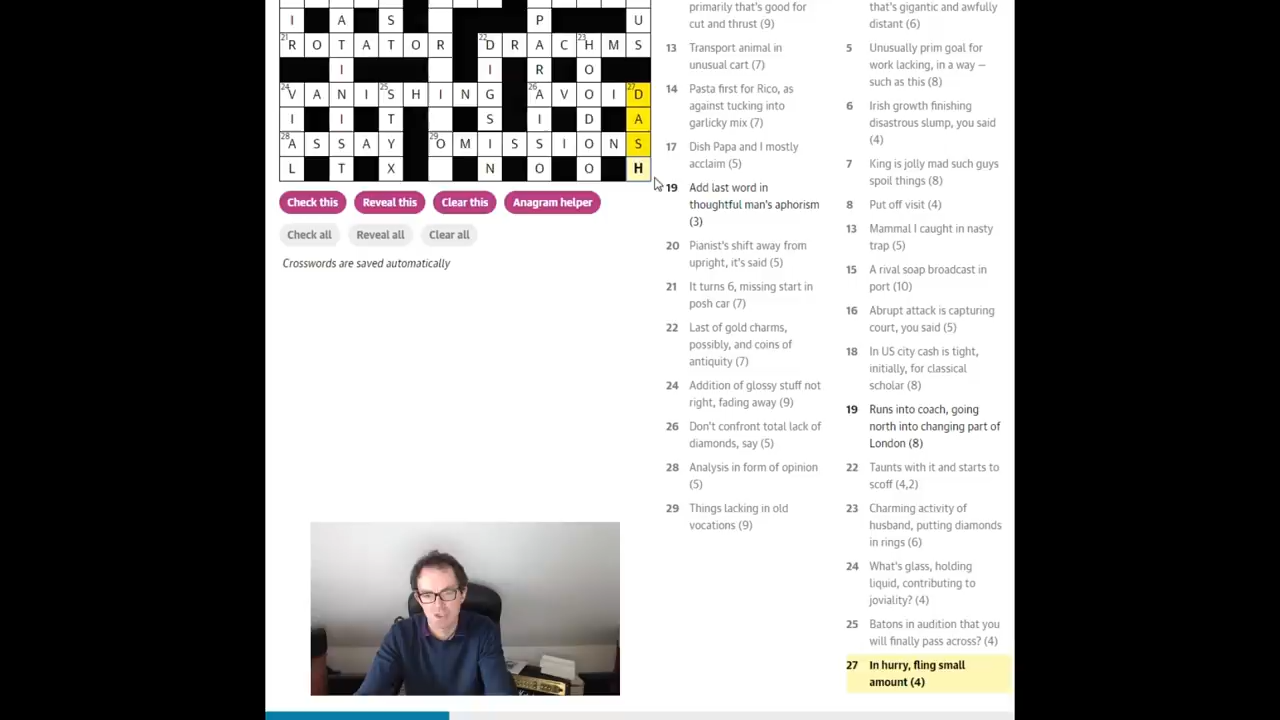 I A S P U
21 R O T A T O R 22 D R A C 23 H M S
I I R O
24 V A N I 25 S H I N G 26 A V O I 27 D
I I T S I D A
28 A S S A Y 29 O M I S S I O N S
L T X N O O H
Check this Reveal this Clear this Anagram helper
Check all Reveal all Clear all
Crosswords are saved automatically
primarily that's good for
cut and thrust (9)
13 Transport animal in
unusual cart (7)
14 Pasta first for Rico, as
against tucking into
garlicky mix (7)
17 Dish Papa and I mostly
acclaim (5)
19 Add last word in
thoughtful man's aphorism
(3)
20 Pianist's shift away from
upright, it's said (5)
21 It turns 6, missing start in
posh car (7)
22 Last of gold charms,
possibly, and coins of
antiquity (7)
24 Addition of glossy stuff not
right, fading away (9)
26 Don't confront total lack of
diamonds, say (5)
28 Analysis in form of opinion
(5)
29 Things lacking in old
vocations (9)
that's gigantic and awfully
distant (6)
5 Unusually prim goal for
work lacking, in a way –
such as this (8)
6 Irish growth finishing
disastrous slump, you said
(4)
7 King is jolly mad such guys
spoil things (8)
8 Put off visit (4)
13 Mammal I caught in nasty
trap (5)
15 A rival soap broadcast in
port (10)
16 Abrupt attack is capturing
court, you said (5)
18 In US city cash is tight,
initially, for classical
scholar (8)
19 Runs into coach, going
north into changing part of
London (8)
22 Taunts with it and starts to
scoff (4,2)
23 Charming activity of
husband, putting diamonds
in rings (6)
24 What's glass, holding
liquid, contributing to
joviality? (4)
25 Batons in audition that you
will finally pass across? (4)
27 In hurry, fling small
amount (4)